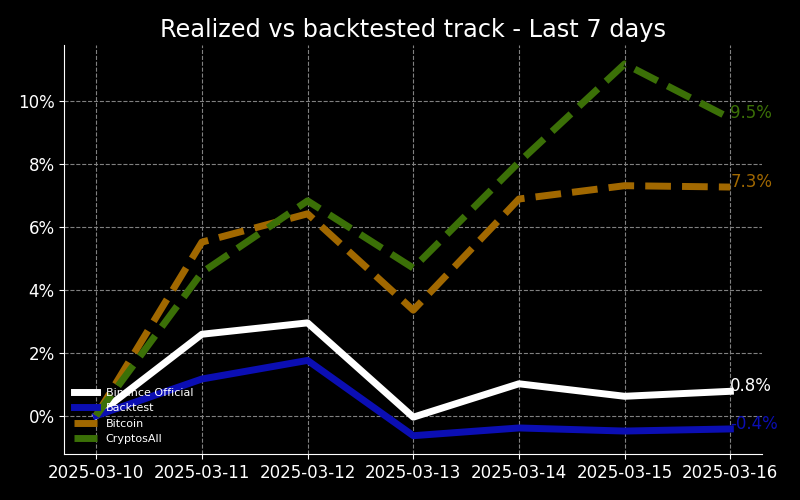 Realized vs backtested track - Last 7 days
10%
8%
6%
4%
2%
0%
9.5%
7.3%
0.8%
-0.4%
Binance Official
Backtest
Bitcoin
CryptosAll
2025-03-10 2025-03-11 2025-03-12 2025-03-13 2025-03-14 2025-03-15 2025-03-16